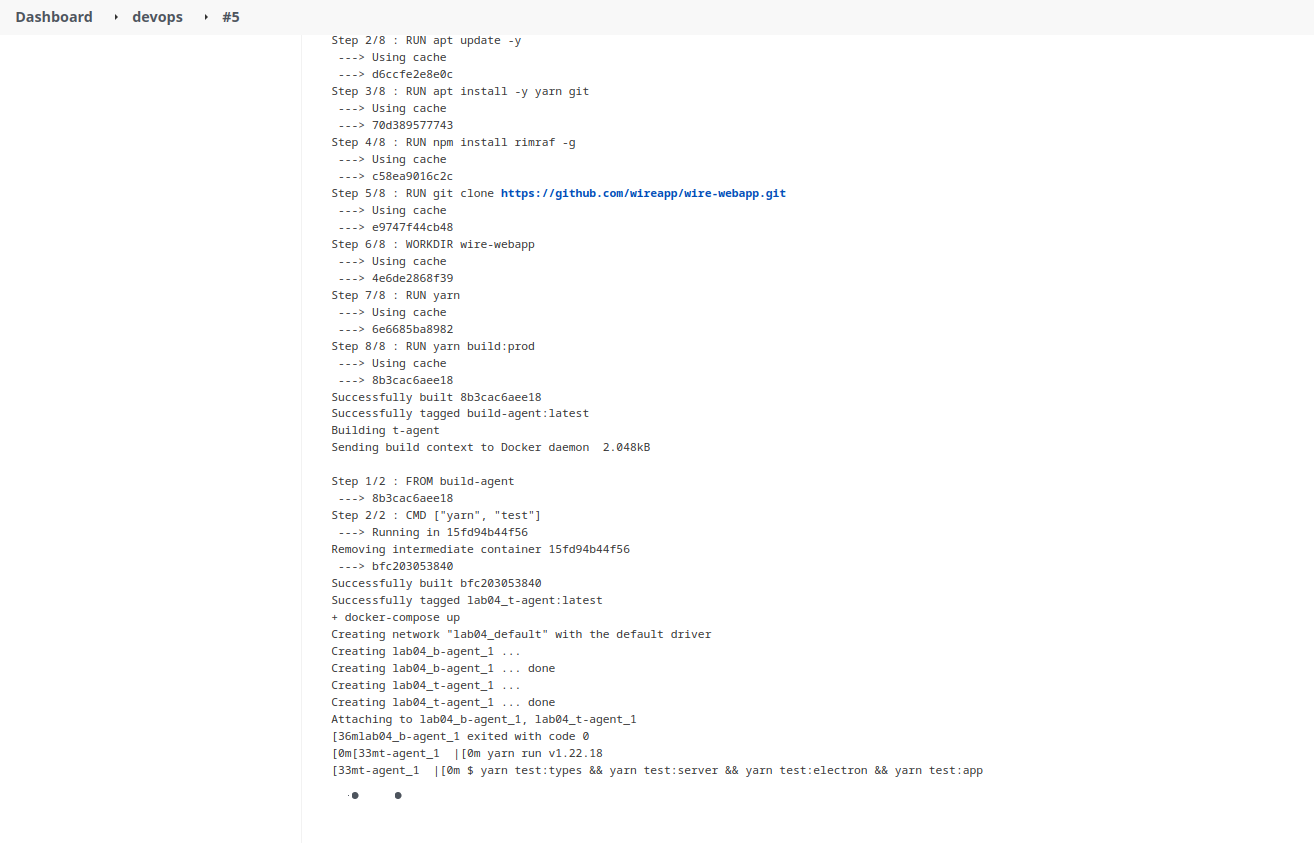 Dashboard ▸ devops ▸ #5
Step 2/8 : RUN apt update -y
 ---> Using cache
 ---> d6ccfe2e8e0c
Step 3/8 : RUN apt install -y yarn git
 ---> Using cache
 ---> 70d389577743
Step 4/8 : RUN npm install rimraf -g
 ---> Using cache
 ---> c58ea9016c2c
Step 5/8 : RUN git clone https://github.com/wireapp/wire-webapp.git
 ---> Using cache
 ---> e9747f44cb48
Step 6/8 : WORKDIR wire-webapp
 ---> Using cache
 ---> 4e6de2868f39
Step 7/8 : RUN yarn
 ---> Using cache
 ---> 6e6685ba8982
Step 8/8 : RUN yarn build:prod
 ---> Using cache
 ---> 8b3cac6aee18
Successfully built 8b3cac6aee18
Successfully tagged build-agent:latest
Building t-agent
Sending build context to Docker daemon  2.048kB
Step 1/2 : FROM build-agent
 ---> 8b3cac6aee18
Step 2/2 : CMD ["yarn", "test"]
 ---> Running in 15fd94b44f56
Removing intermediate container 15fd94b44f56
 ---> bfc203053840
Successfully built bfc203053840
Successfully tagged lab04_t-agent:latest
+ docker-compose up
Creating network "lab04_default" with the default driver
Creating lab04_b-agent_1 ...
Creating lab04_b-agent_1 ... done
Creating lab04_t-agent_1 ...
Creating lab04_t-agent_1 ... done
Attaching to lab04_b-agent_1, lab04_t-agent_1
[36mlab04_b-agent_1 exited with code 0
[0m[33mt-agent_1  |[0m yarn run v1.22.18
[33mt-agent_1  |[0m $ yarn test:types && yarn test:server && yarn test:electron && yarn test:app